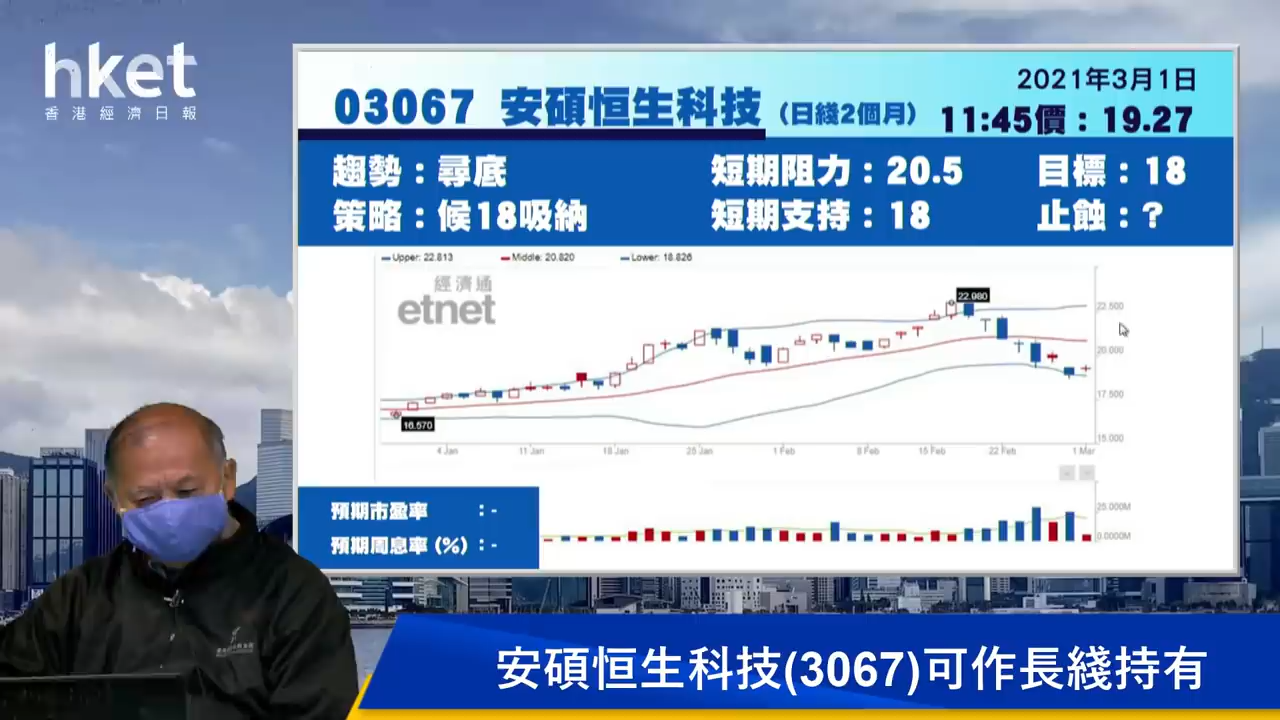 hket
香港經濟日報
2021年3月1日
03067 安碩恒生科技 (日綫2個月) 11:45價：19.27
趨勢：尋底 短期阻力：20.5 目標：18
策略：候18吸納 短期支持：18 止蝕：?
Upper: 22.813 Middle: 20.820 Lower: 18.826
經濟通
etnet
22.980
22.500
20.000
17.500
16.570
15.000
4 Jan 11 Jan 18 Jan 25 Jan 1 Feb 8 Feb 15 Feb 22 Feb 1 Mar
預期市盈率 ：-
25.000M
預期周息率 (%) ：-
0.0000M
安碩恒生科技(3067)可作長綫持有